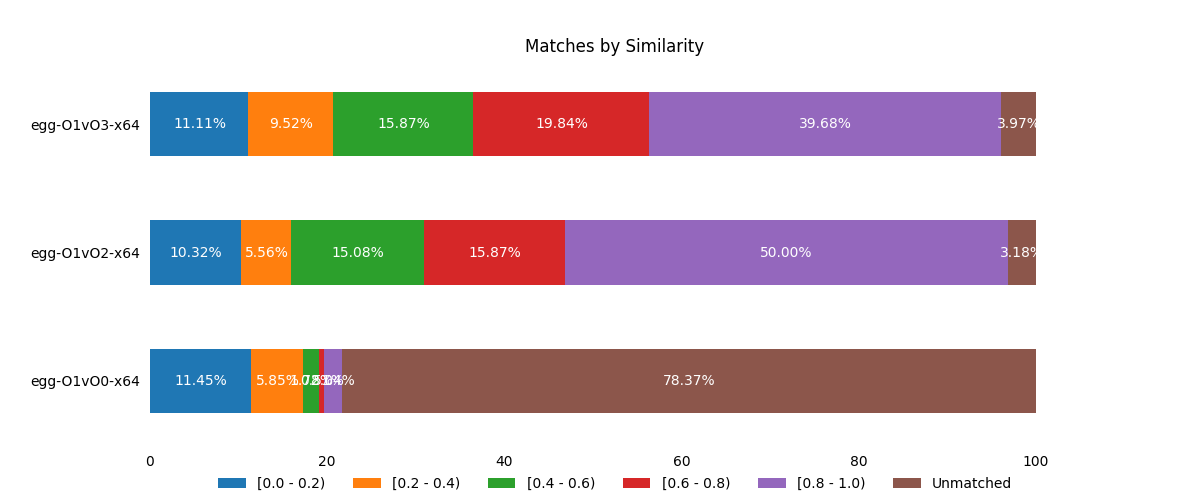 Matches by Similarity
egg-O1vO3-x64 11.11% 9.52% 15.87% 19.84% 39.68% 3.97%
egg-O1vO2-x64 10.32% 5.56% 15.08% 15.87% 50.00% 3.18%
egg-O1vO0-x64 11.45% 5.85% 78.37%
0 20 40 60 80 100
[0.0 - 0.2) [0.2 - 0.4) [0.4 - 0.6) [0.6 - 0.8) [0.8 - 1.0) Unmatched